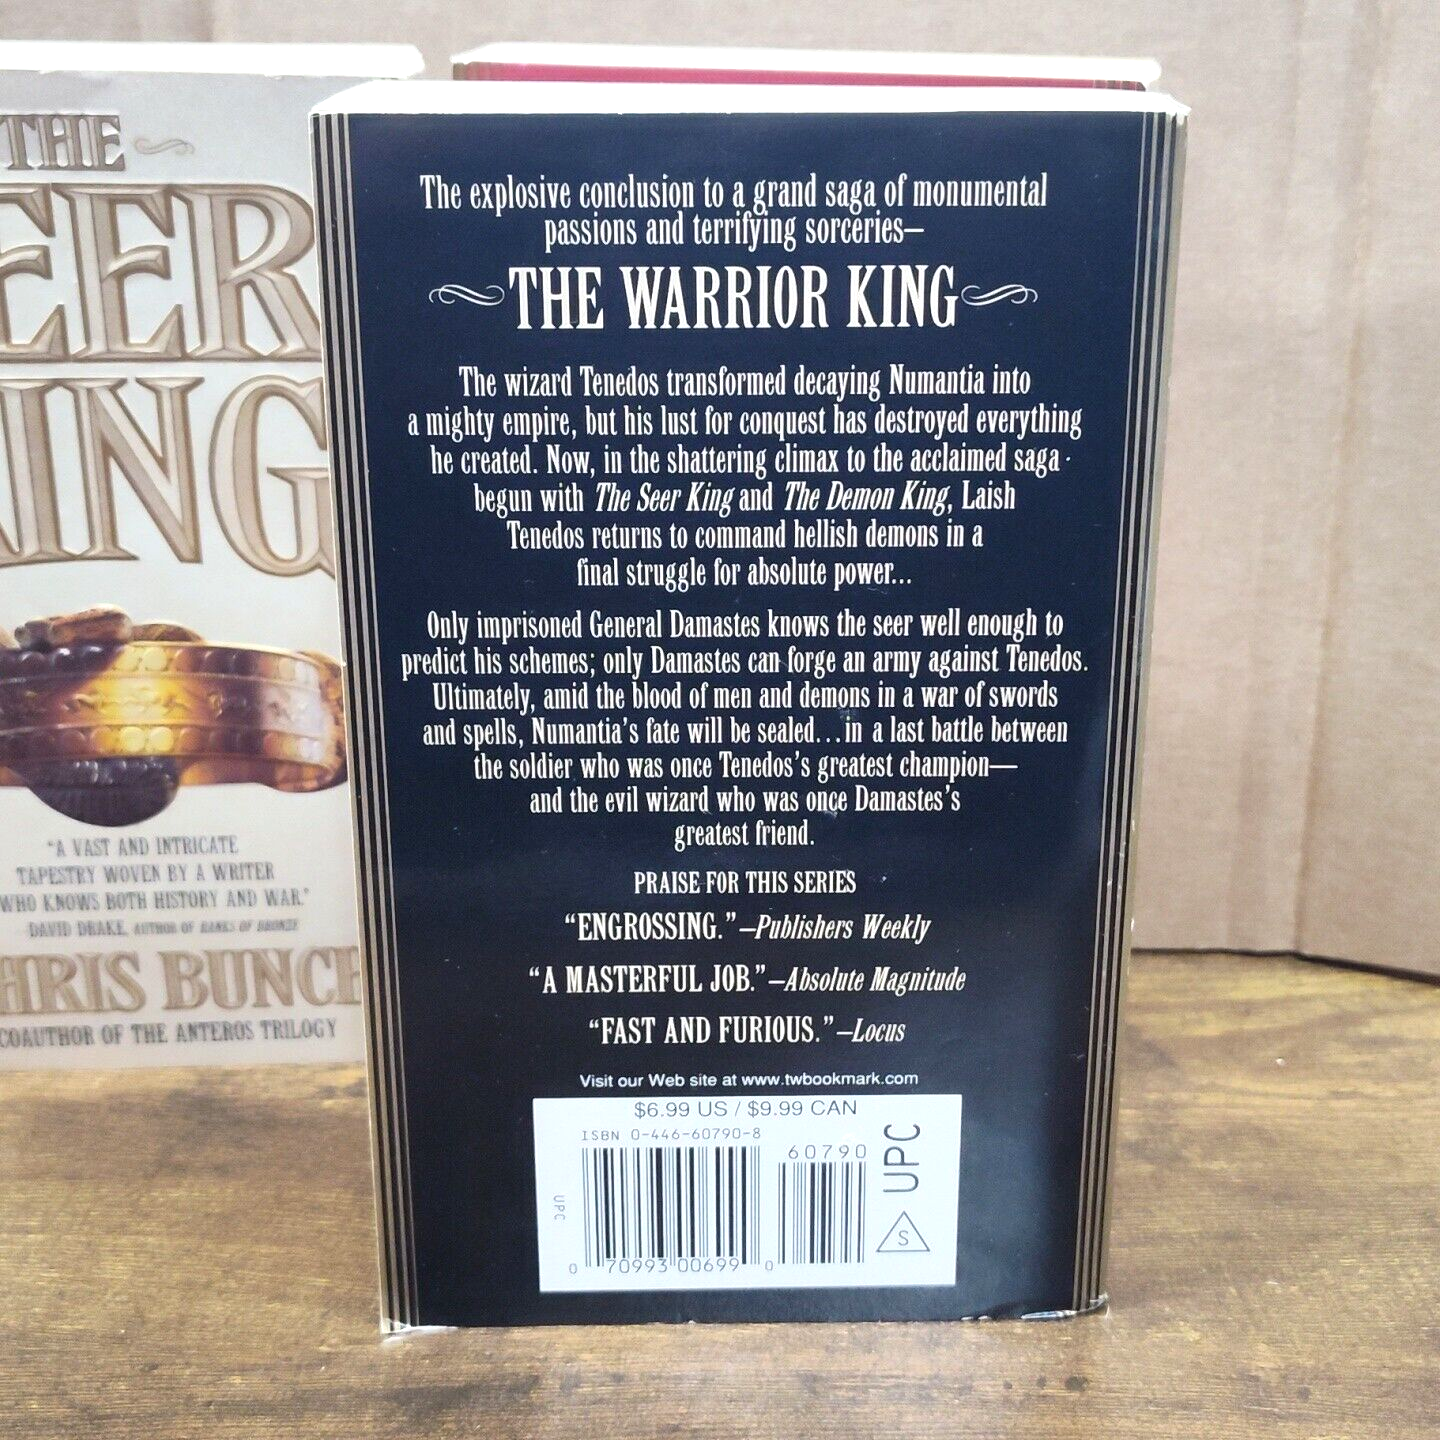 THE
EER
ING
"A VAST AND INTRICATE
TAPESTRY WOVEN BY A WRITER
WHO KNOWS BOTH HISTORY AND WAR."
DAVID DRAKE, AUTHOR OF RANKS OF BRONZE
HRIS BUNC
COAUTHOR OF THE ANTEROS TRILOGY
The explosive conclusion to a grand saga of monumental
passions and terrifying sorceries—
THE WARRIOR KING
The wizard Tenedos transformed decaying Numantia into
a mighty empire, but his lust for conquest has destroyed everything
he created. Now, in the shattering climax to the acclaimed saga
begun with The Seer King and The Demon King, Laish
Tenedos returns to command hellish demons in a
final struggle for absolute power...
Only imprisoned General Damastes knows the seer well enough to
predict his schemes; only Damastes can forge an army against Tenedos.
Ultimately, amid the blood of men and demons in a war of swords
and spells, Numantia's fate will be sealed...in a last battle between
the soldier who was once Tenedos's greatest champion—
and the evil wizard who was once Damastes's
greatest friend.
PRAISE FOR THIS SERIES
"ENGROSSING." —Publishers Weekly
"A MASTERFUL JOB." —Absolute Magnitude
"FAST AND FURIOUS." —Locus
Visit our Web site at www.twbookmark.com
$6.99 US / $9.99 CAN
ISBN 0-446-60790-8
60790
UPC
UPC
S
0 70993 00699 0